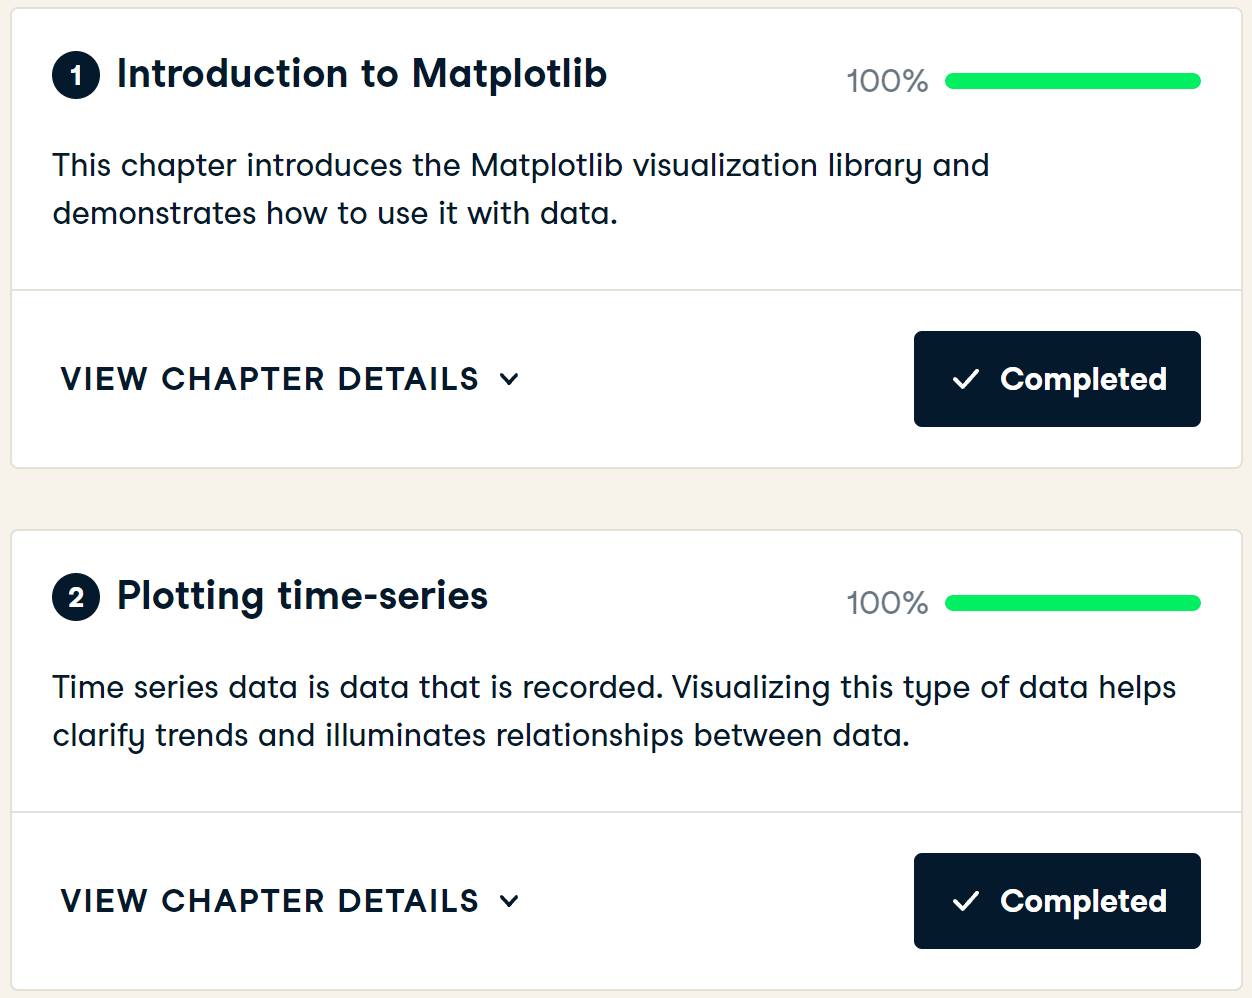 1 Introduction to Matplotlib
100%
This chapter introduces the Matplotlib visualization library and
demonstrates how to use it with data.
VIEW CHAPTER DETAILS
Completed
2 Plotting time-series
100%
Time series data is data that is recorded. Visualizing this type of data helps
clarify trends and illuminates relationships between data.
VIEW CHAPTER DETAILS
Completed